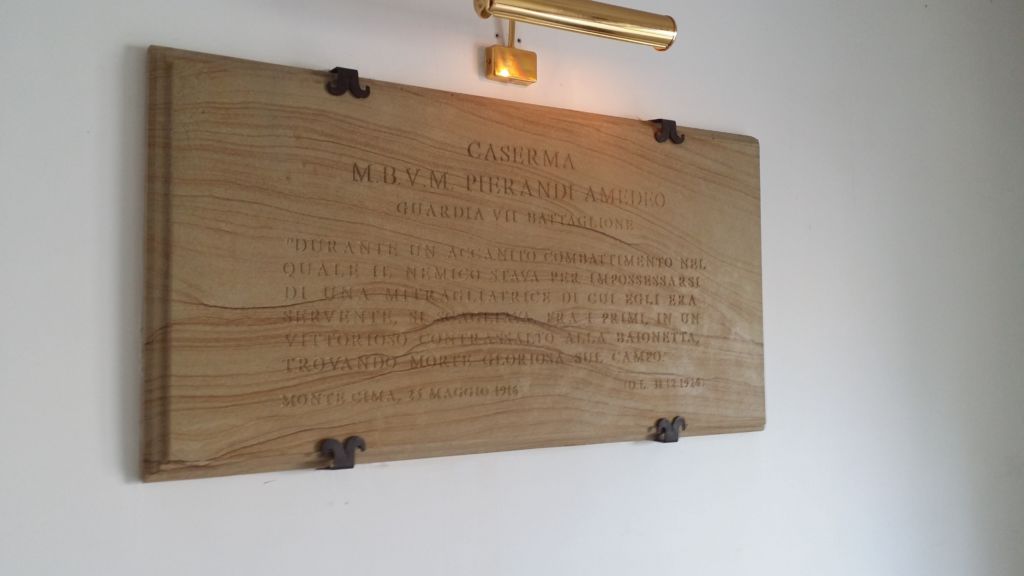 CASERMA
M.B.V.M. PIERANDI AMEDEO
GUARDIA VII BATTAGLIONE
"DURANTE UN ACCANITO COMBATTIMENTO NEL
QUALE IL NEMICO STAVA PER IMPOSSESSARSI
DI UNA MITRAGLIATRICE DI CUI EGLI ERA
SERVENTE, SI SCAGLIAVA, FRA I PRIMI, IN UN
VITTORIOSO CONTRASSALTO ALLA BAIONETTA,
TROVANDO MORTE GLORIOSA SUL CAMPO."
MONTE CIMA, 25 MAGGIO 1916